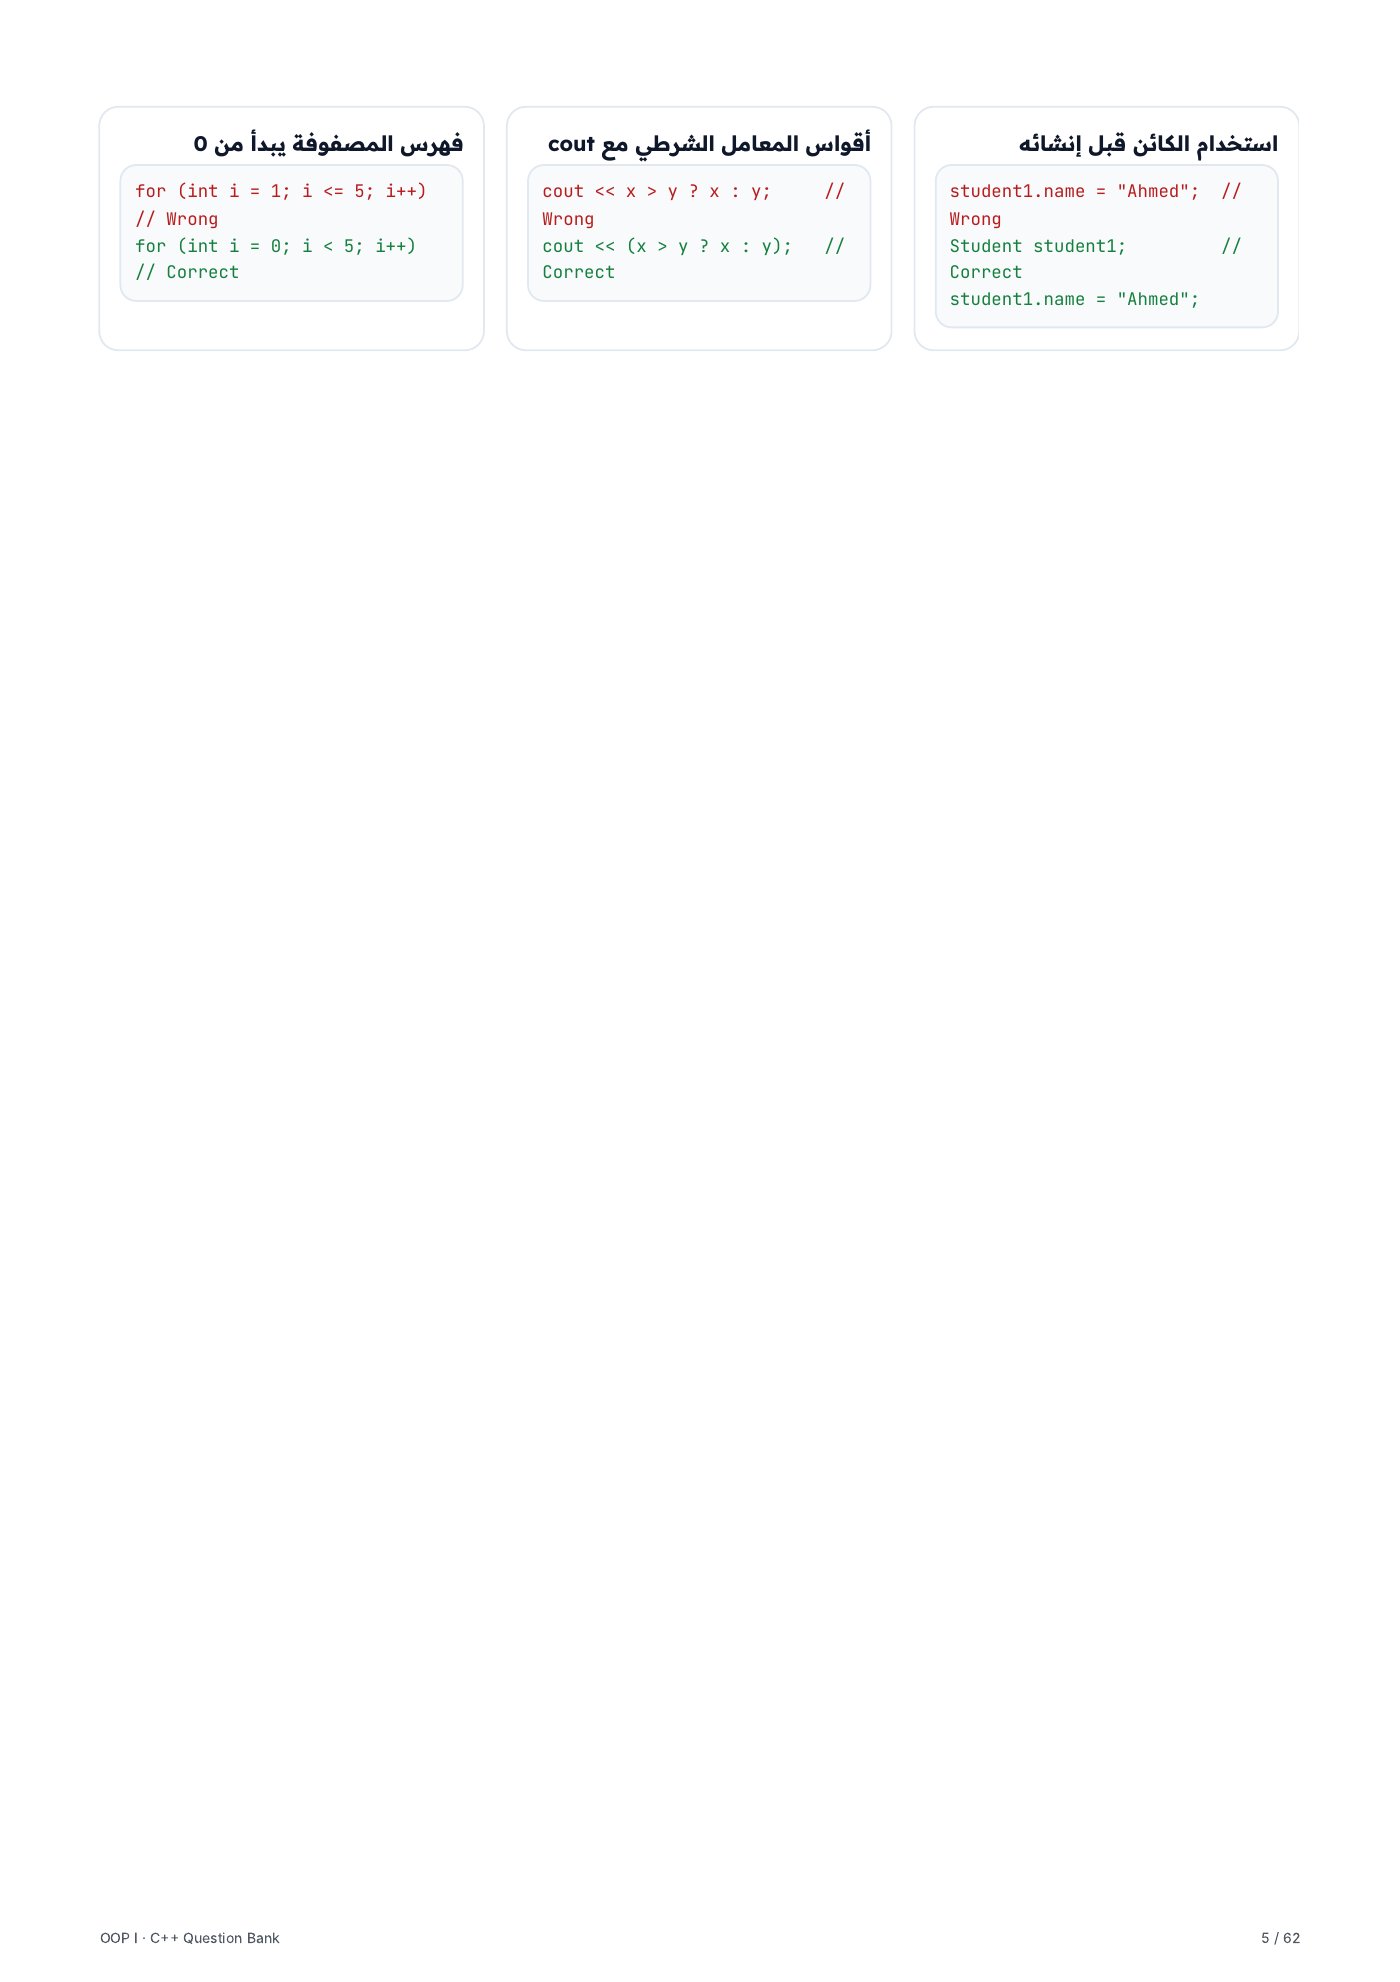 استخدام الكائن قبل إنشائه
student1.name = "Ahmed";  //
Wrong
Student student1;         //
Correct
student1.name = "Ahmed";
أقواس المعامل الشرطي مع cout
cout << x > y ? x : y;     //
Wrong
cout << (x > y ? x : y);   //
Correct
فهرس المصفوفة يبدأ من 0
for (int i = 1; i <= 5; i++)
// Wrong
for (int i = 0; i < 5; i++)
// Correct
OOP I · C++ Question Bank
5 / 62